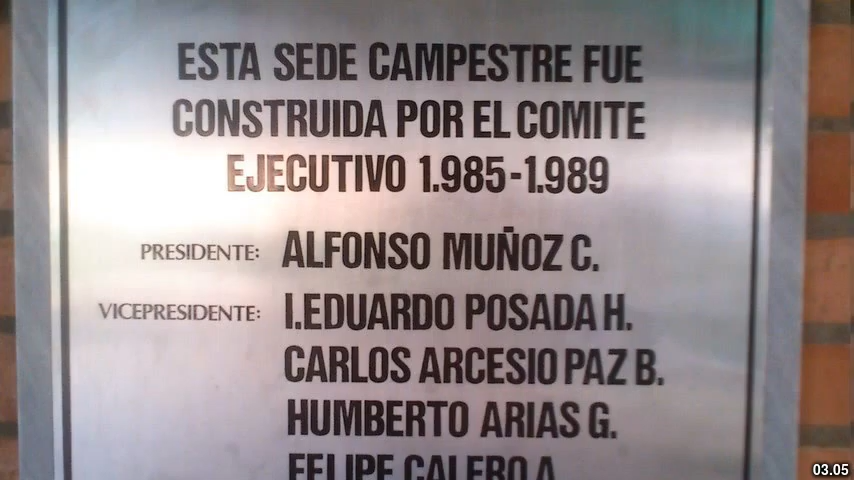 ESTA SEDE CAMPESTRE FUE
CONSTRUIDA POR EL COMITE
EJECUTIVO 1.985-1.989
PRESIDENTE: ALFONSO MUÑOZ C.
VICEPRESIDENTE: I.EDUARDO POSADA H.
CARLOS ARCESIO PAZ B.
HUMBERTO ARIAS G.
FELIPE CALERO A.
03.05